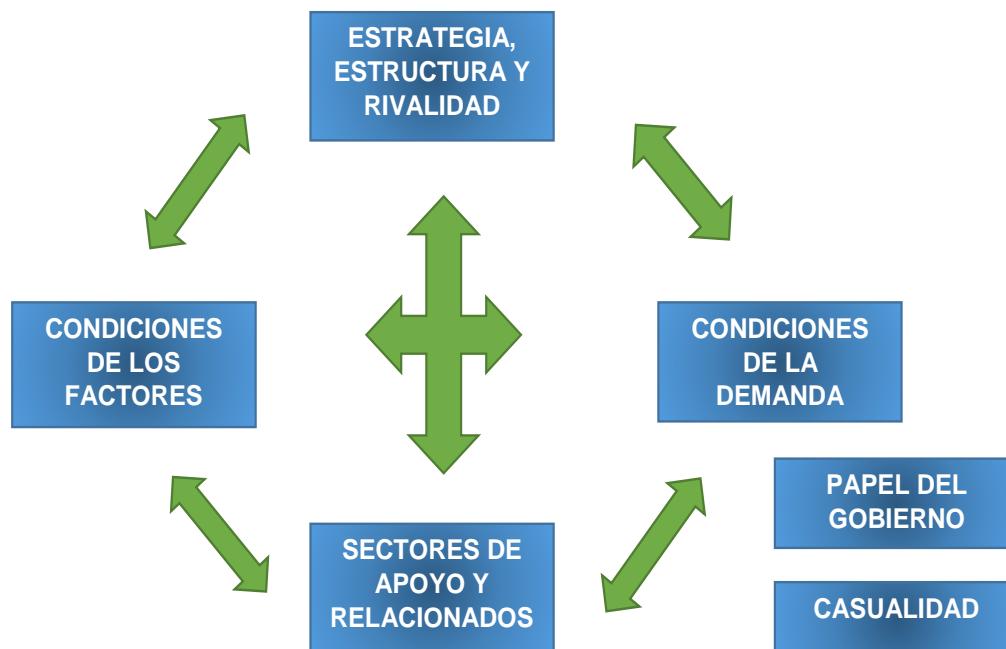 ESTRATEGIA,
ESTRUCTURA Y
RIVALIDAD
CONDICIONES
DE LOS
FACTORES
CONDICIONES
DE LA
DEMANDA
PAPEL DEL
GOBIERNO
SECTORES DE
APOYO Y
RELACIONADOS
CASUALIDAD